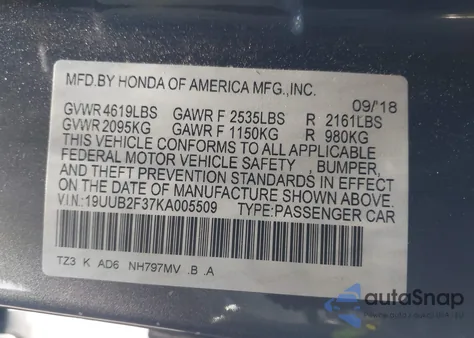 MFD.BY HONDA OF AMERICA MFG.,INC.
09/'18
GVWR 4619LBS GAWR F 2535LBS R 2161LBS
GVWR 2095KG GAWR F 1150KG R 980KG
THIS VEHICLE CONFORMS TO ALL APPLICABLE
FEDERAL MOTOR VEHICLE SAFETY , BUMPER,
AND THEFT PREVENTION STANDARDS IN EFFECT
ON THE DATE OF MANUFACTURE SHOWN ABOVE.
V.I.N:19UUB2F37KA005509 TYPE:PASSENGER CAR
TZ3 K AD6 NH797MV .B .A
autoSnap